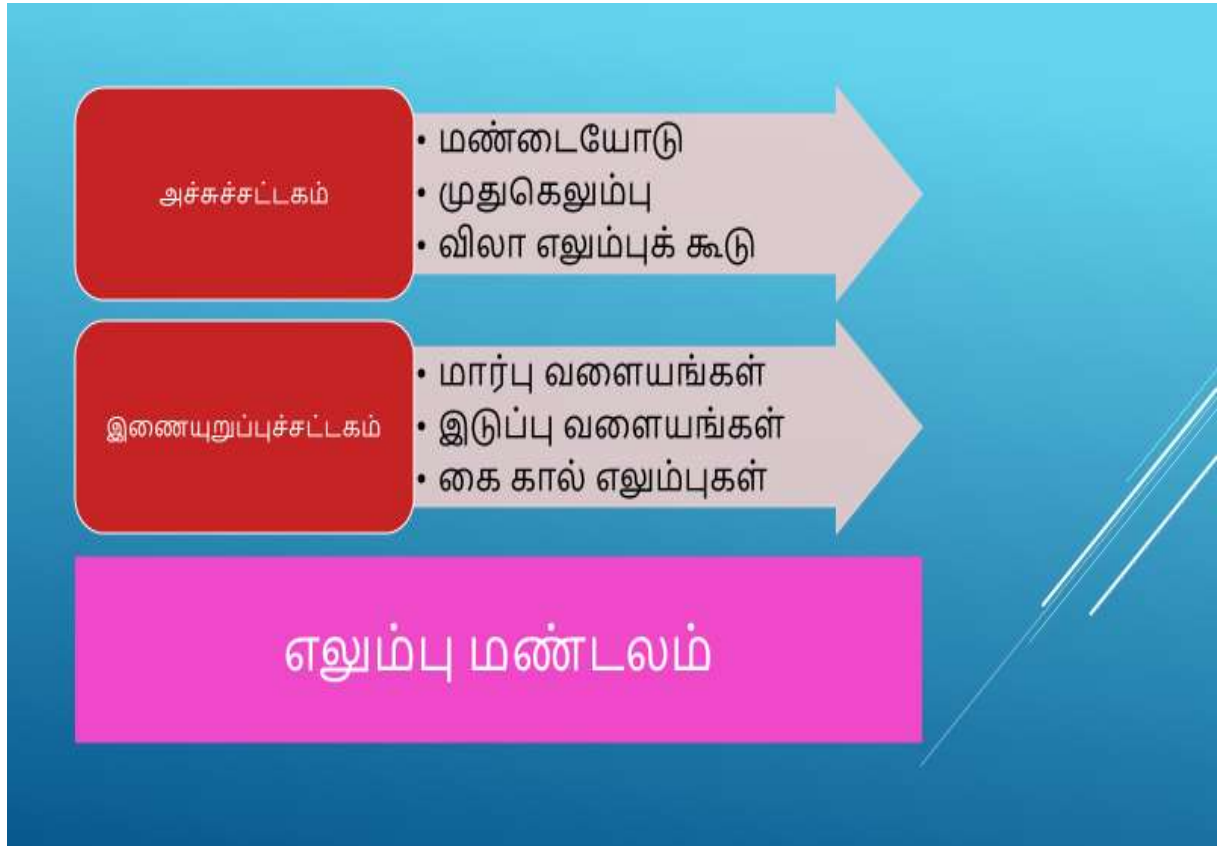 அச்சுச்சட்டகம்
• மண்டையோடு
• முதுகெலும்பு
• விலா எலும்புக் கூடு
இணையுறுப்புச்சட்டகம்
• மார்பு வளையங்கள்
• இடுப்பு வளையங்கள்
• கை கால் எலும்புகள்
எலும்பு மண்டலம்